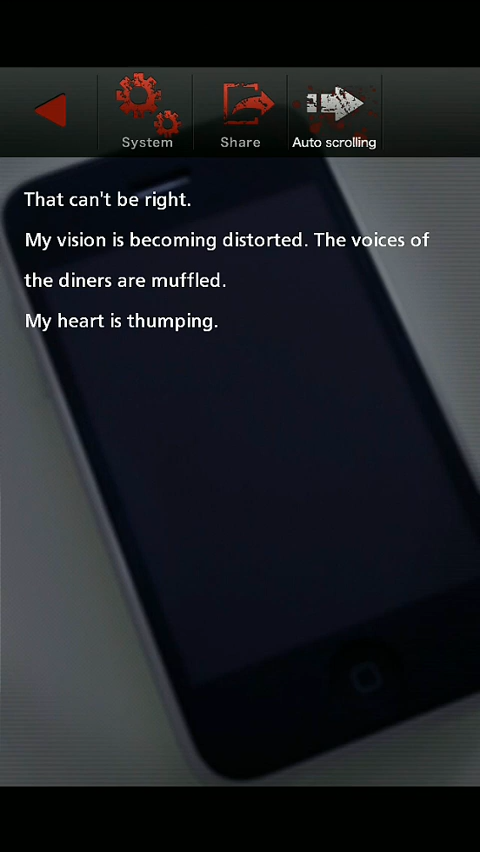 System
Share
Auto scrolling
That can't be right.
My vision is becoming distorted. The voices of
the diners are muffled.
My heart is thumping.